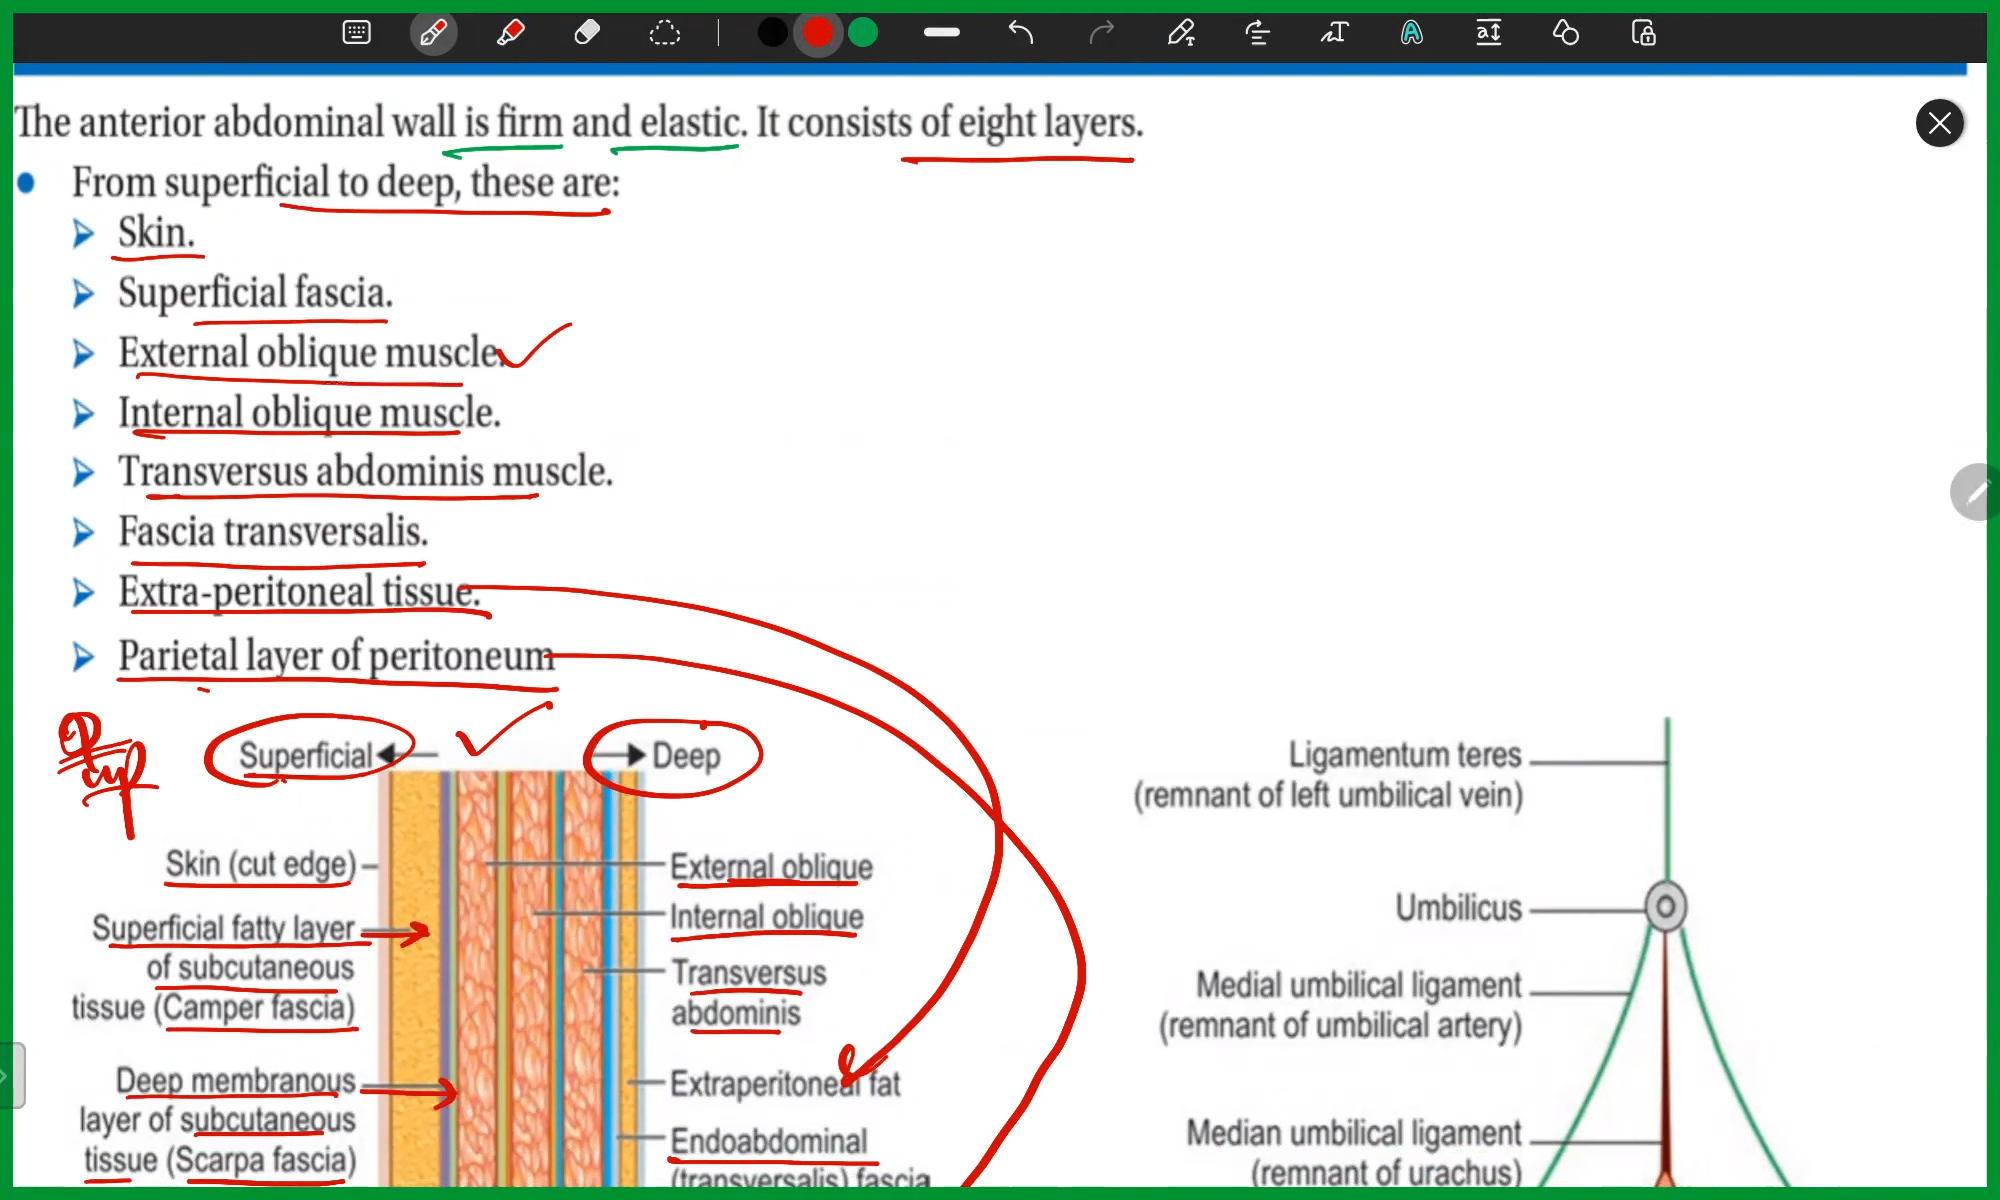 The anterior abdominal wall is firm and elastic. It consists of eight layers.
From superficial to deep, these are:
Skin.
Superficial fascia.
External oblique muscle.
Internal oblique muscle.
Transversus abdominis muscle.
Fascia transversalis.
Extra-peritoneal tissue.
Parietal layer of peritoneum
Superficial
Deep
Skin (cut edge)
Superficial fatty layer
of subcutaneous
tissue (Camper fascia)
Deep membranous
layer of subcutaneous
tissue (Scarpa fascia)
External oblique
Internal oblique
Transversus
abdominis
Extraperitoneal fat
Endoabdominal
(transversalis) fascia
Ligamentum teres
(remnant of left umbilical vein)
Umbilicus
Medial umbilical ligament
(remnant of umbilical artery)
Median umbilical ligament
(remnant of urachus)